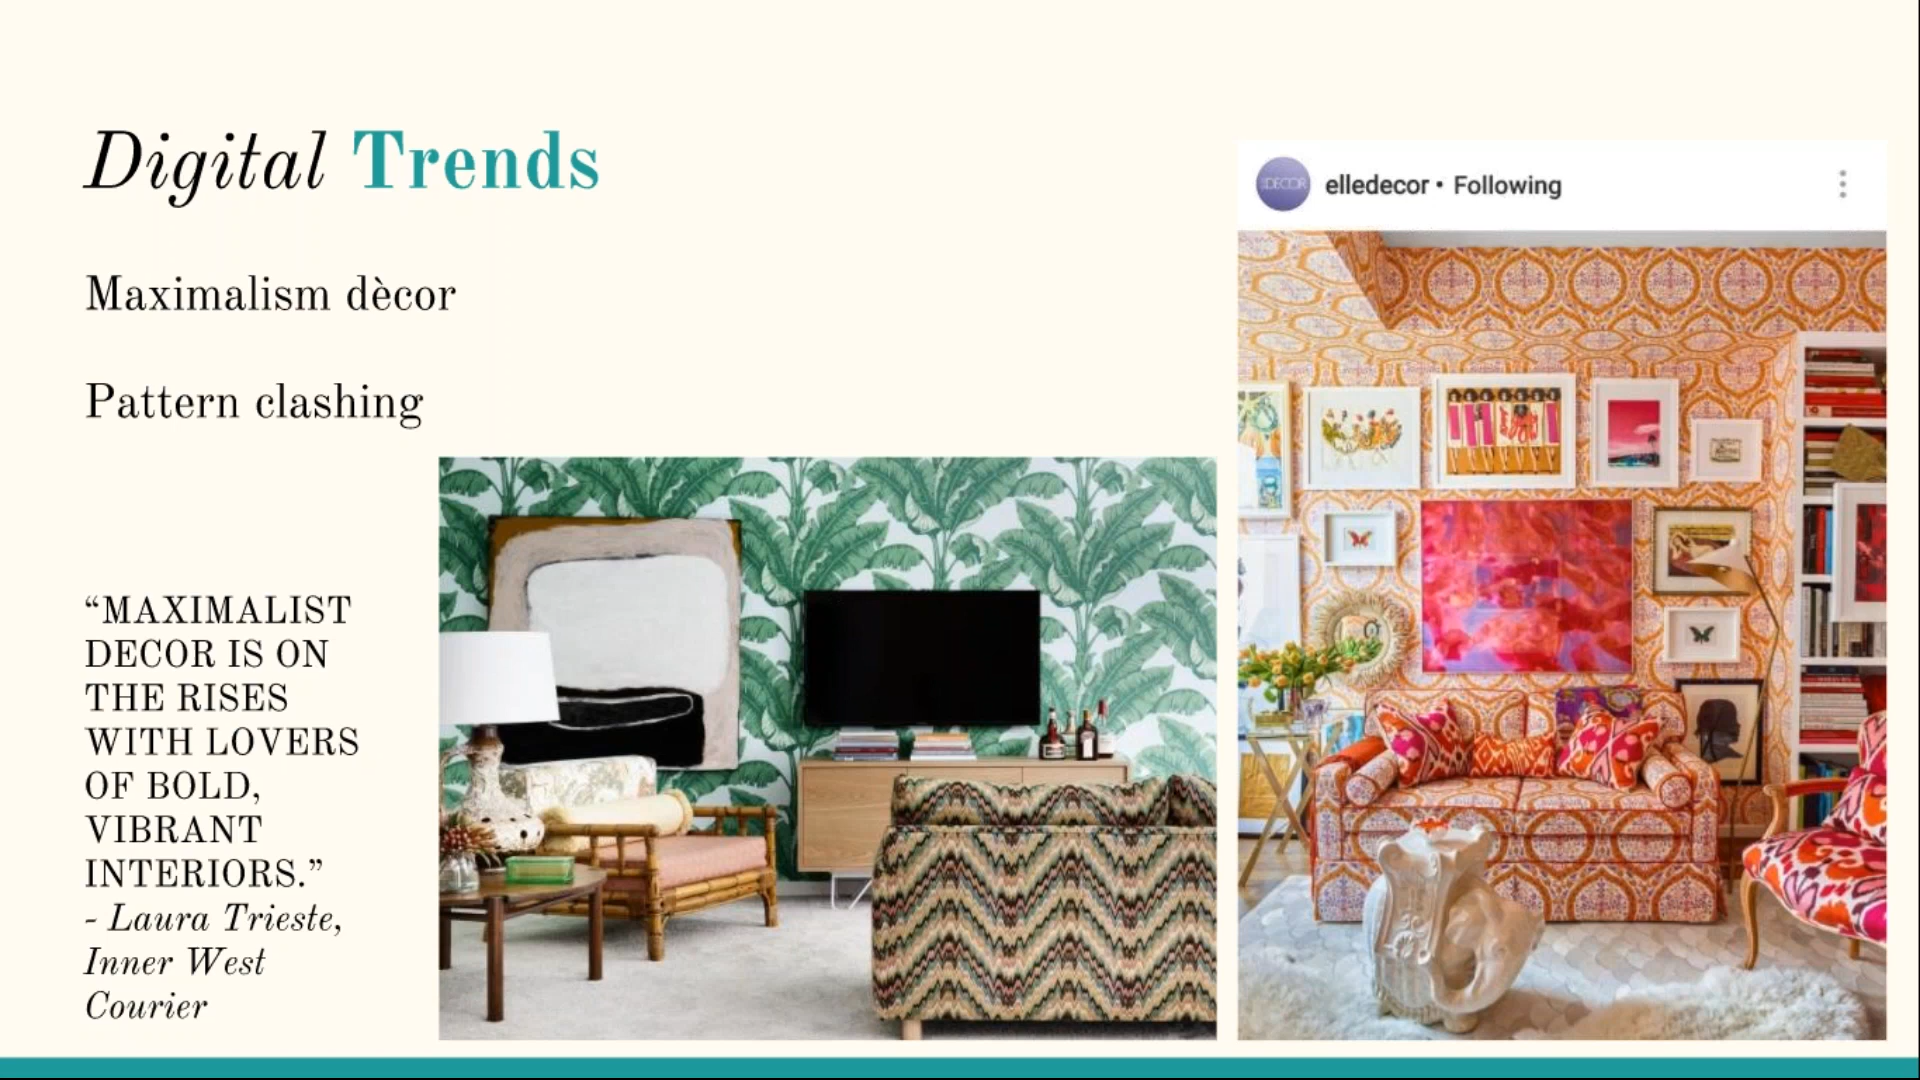 Digital Trends
Maximalism dècor
Pattern clashing
“MAXIMALIST
DECOR IS ON
THE RISES
WITH LOVERS
OF BOLD,
VIBRANT
INTERIORS.”
- Laura Trieste,
Inner West
Courier
DECOR
elledecor • Following